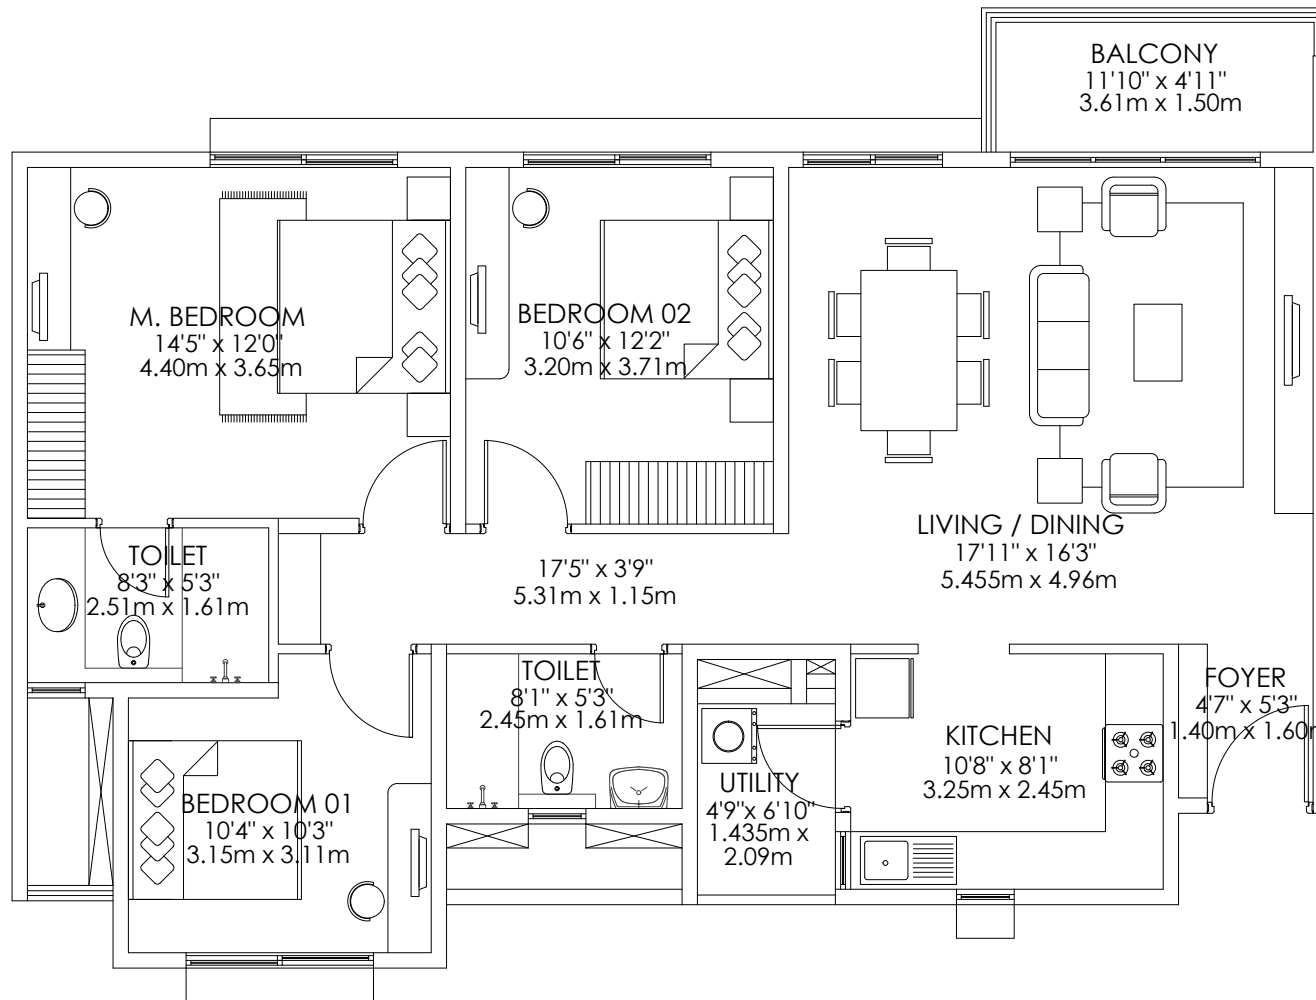 BALCONY
11'10" x 4'11"
3.61m x 1.50m
M. BEDROOM
14'5" x 12'0"
4.40m x 3.65m
BEDROOM 02
10'6" x 12'2"
3.20m x 3.71m
LIVING / DINING
17'11" x 16'3"
5.455m x 4.96m
TOILET
8'3" x 5'3"
2.51m x 1.61m
17'5" x 3'9"
5.31m x 1.15m
TOILET
8'1" x 5'3"
2.45m x 1.61m
FOYER
4'7" x 5'3"
1.40m x 1.60m
KITCHEN
10'8" x 8'1"
3.25m x 2.45m
UTILITY
4'9"x 6'10"
1.435m x
2.09m
BEDROOM 01
10'4" x 10'3"
3.15m x 3.11m